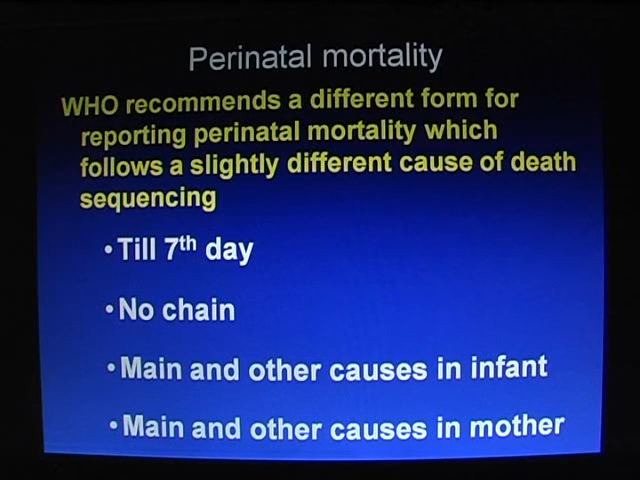 Perinatal mortality
WHO recommends a different form for
reporting perinatal mortality which
follows a slightly different cause of death
sequencing
• Till 7th day
• No chain
• Main and other causes in infant
• Main and other causes in mother